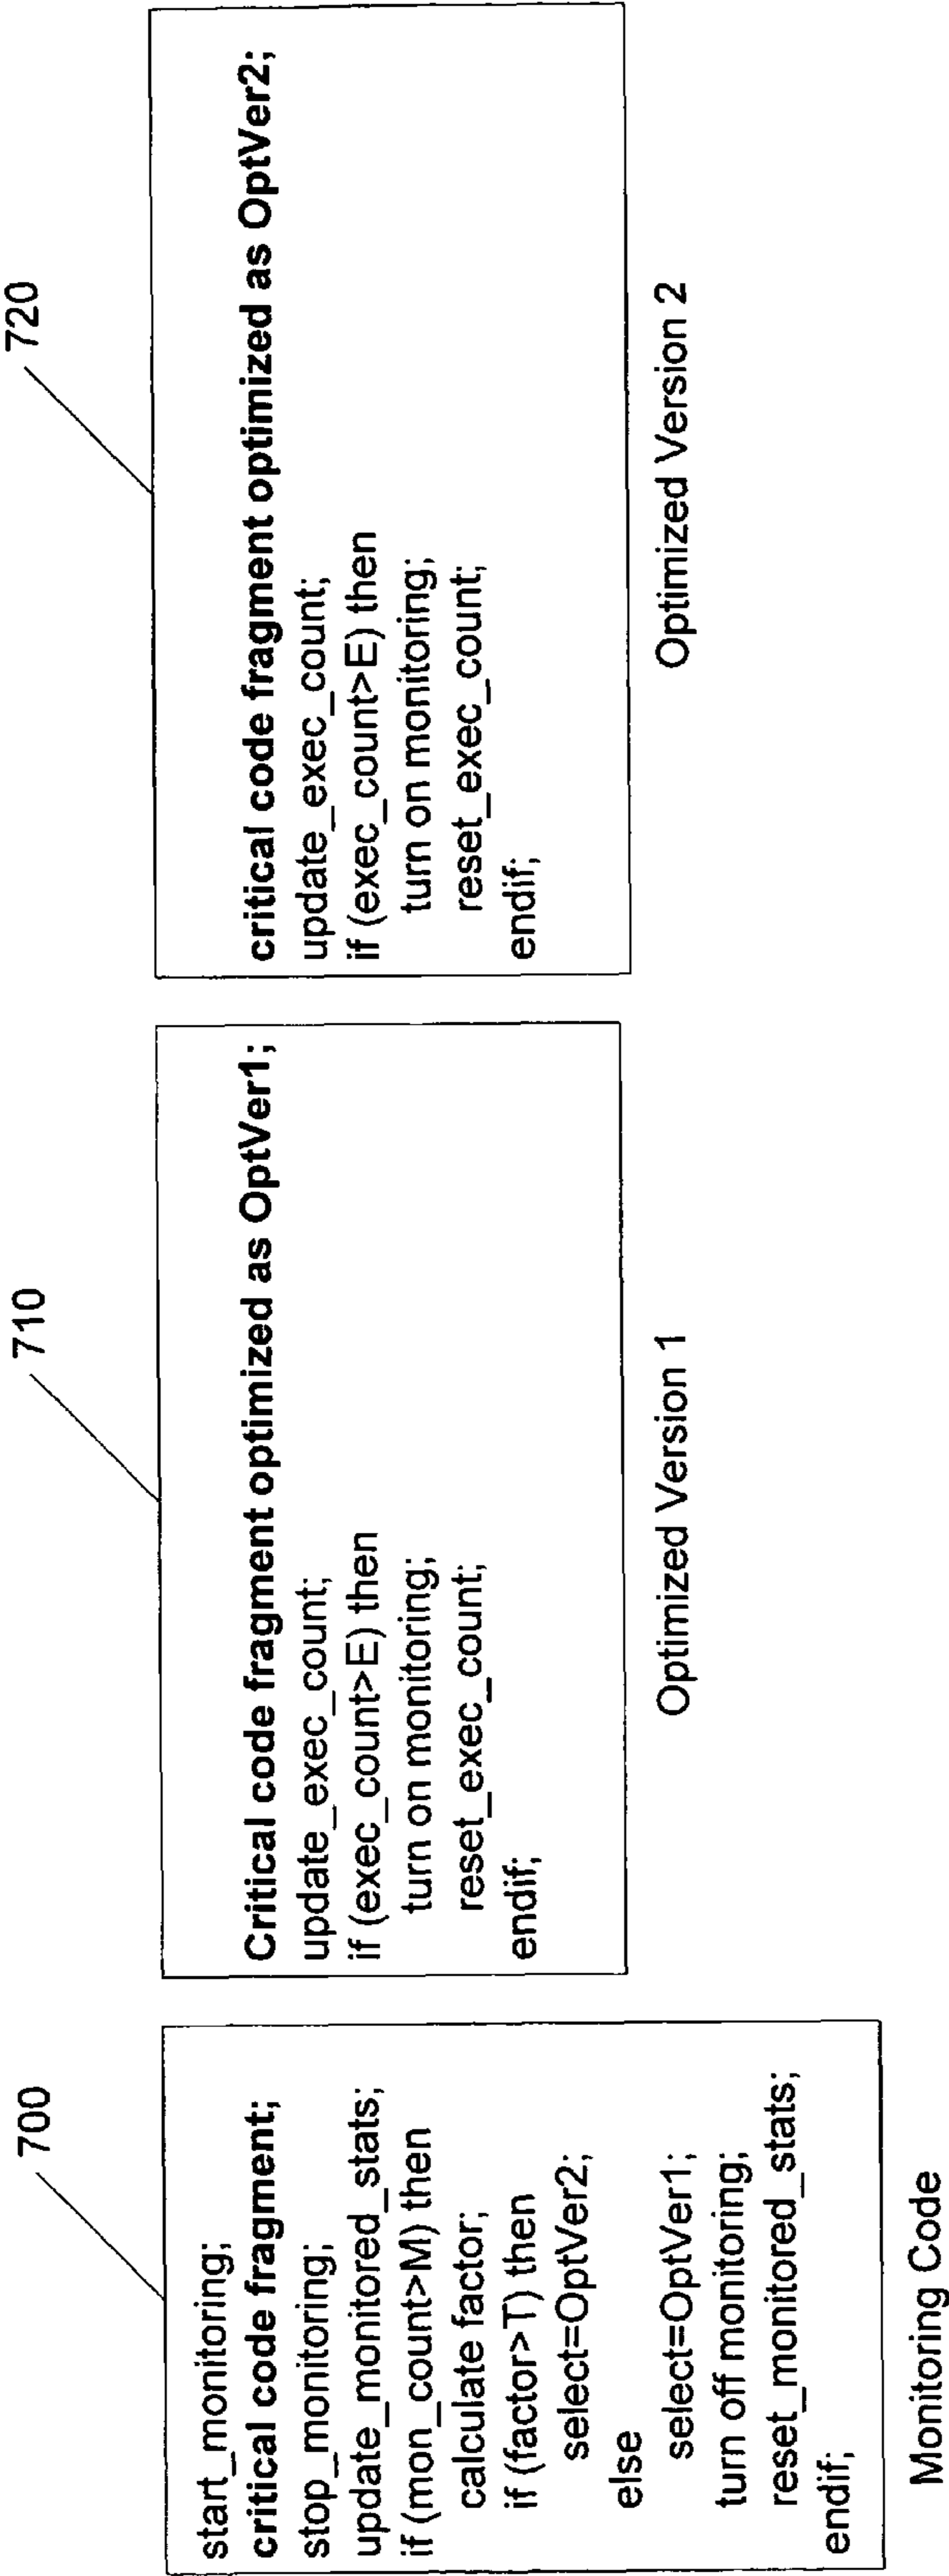 700
start_monitoring;
critical code fragment;
stop_monitoring;
update_monitored_stats;
if (mon_count>M) then
calculate factor;
if (factor>T) then
select=OptVer2;
else
select=OptVer1;
turn off monitoring;
reset_monitored_stats;
endif;
Monitoring Code
710
Critical code fragment optimized as OptVer1;
update_exec_count;
if (exec_count>E) then
turn on monitoring;
reset_exec_count;
endif;
Optimized Version 1
720
critical code fragment optimized as OptVer2;
update_exec_count;
if (exec_count>E) then
turn on monitoring;
reset_exec_count;
endif;
Optimized Version 2